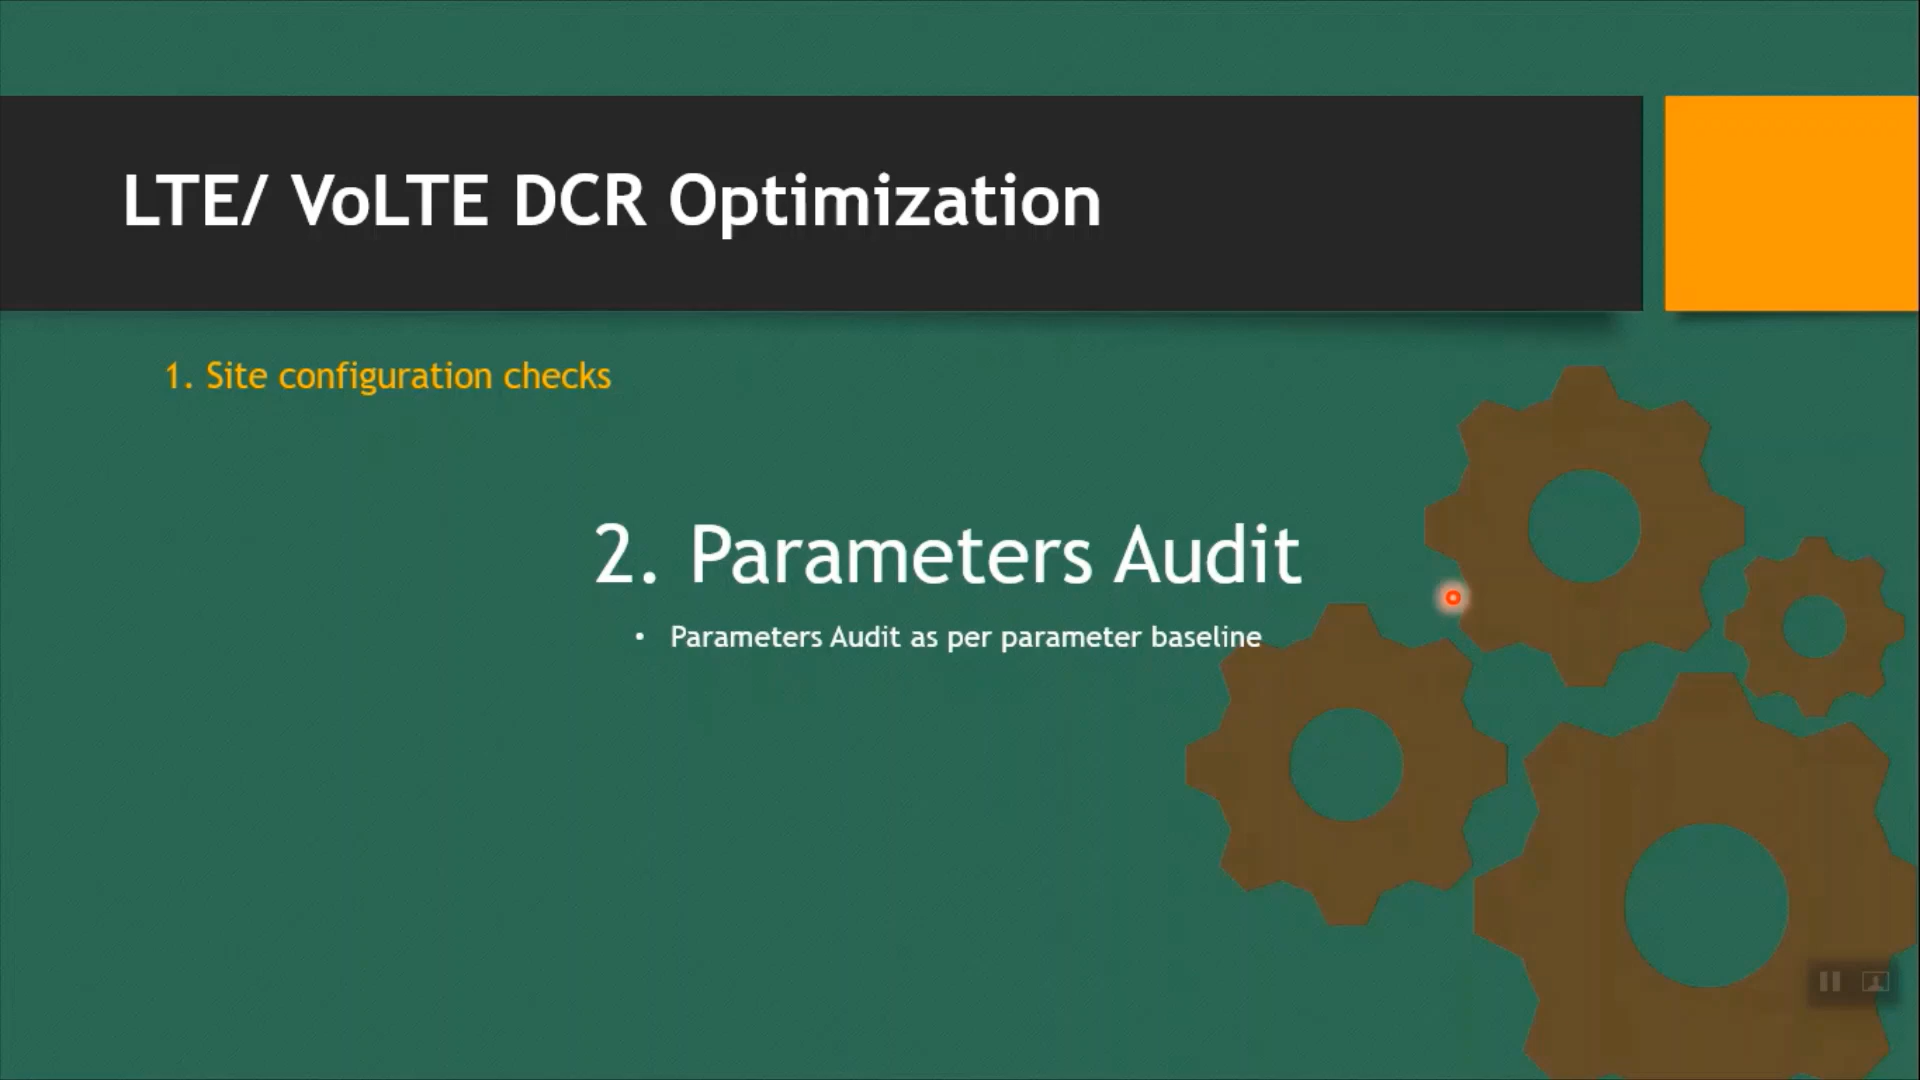 LTE/ VoLTE DCR Optimization
1. Site configuration checks
2. Parameters Audit
• Parameters Audit as per parameter baseline